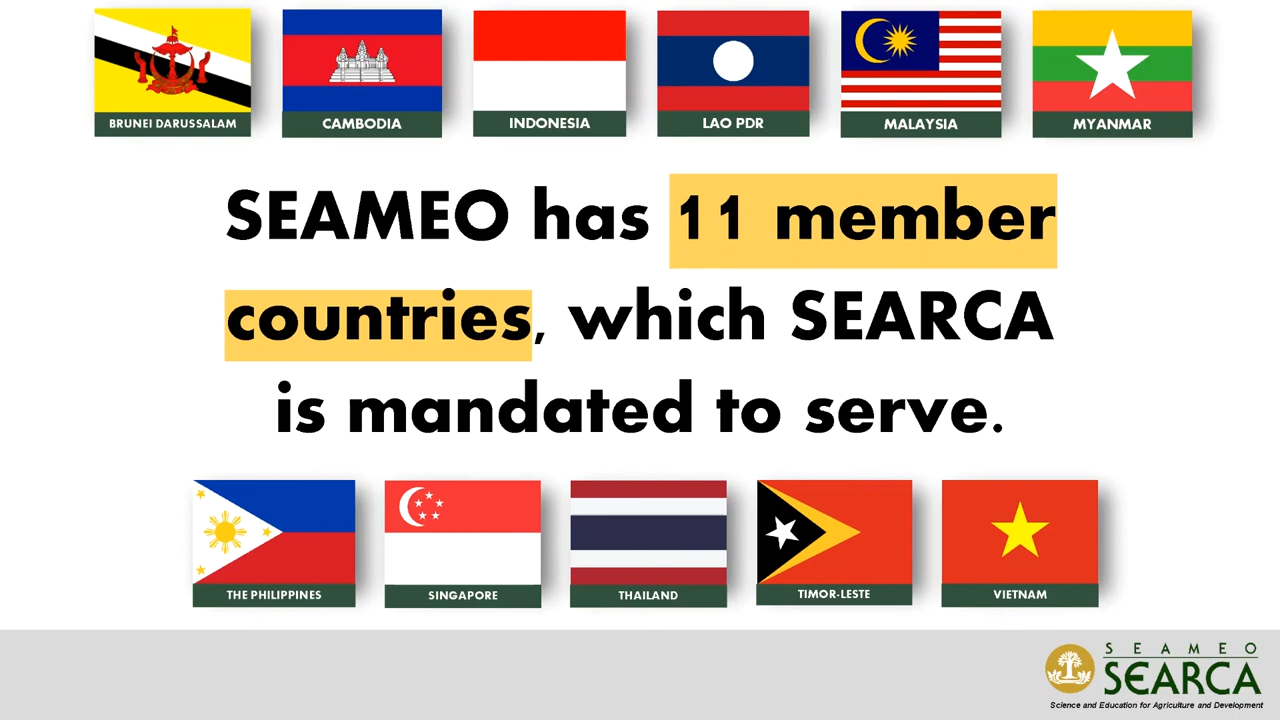 BRUNEI DARUSSALAM
CAMBODIA
INDONESIA
LAO PDR
MALAYSIA
MYANMAR
SEAMEO has 11 member
countries, which SEARCA
is mandated to serve.
THE PHILIPPINES
SINGAPORE
THAILAND
TIMOR-LESTE
VIETNAM
SEAMEO
SEARCA
Science and Education for Agriculture and Development